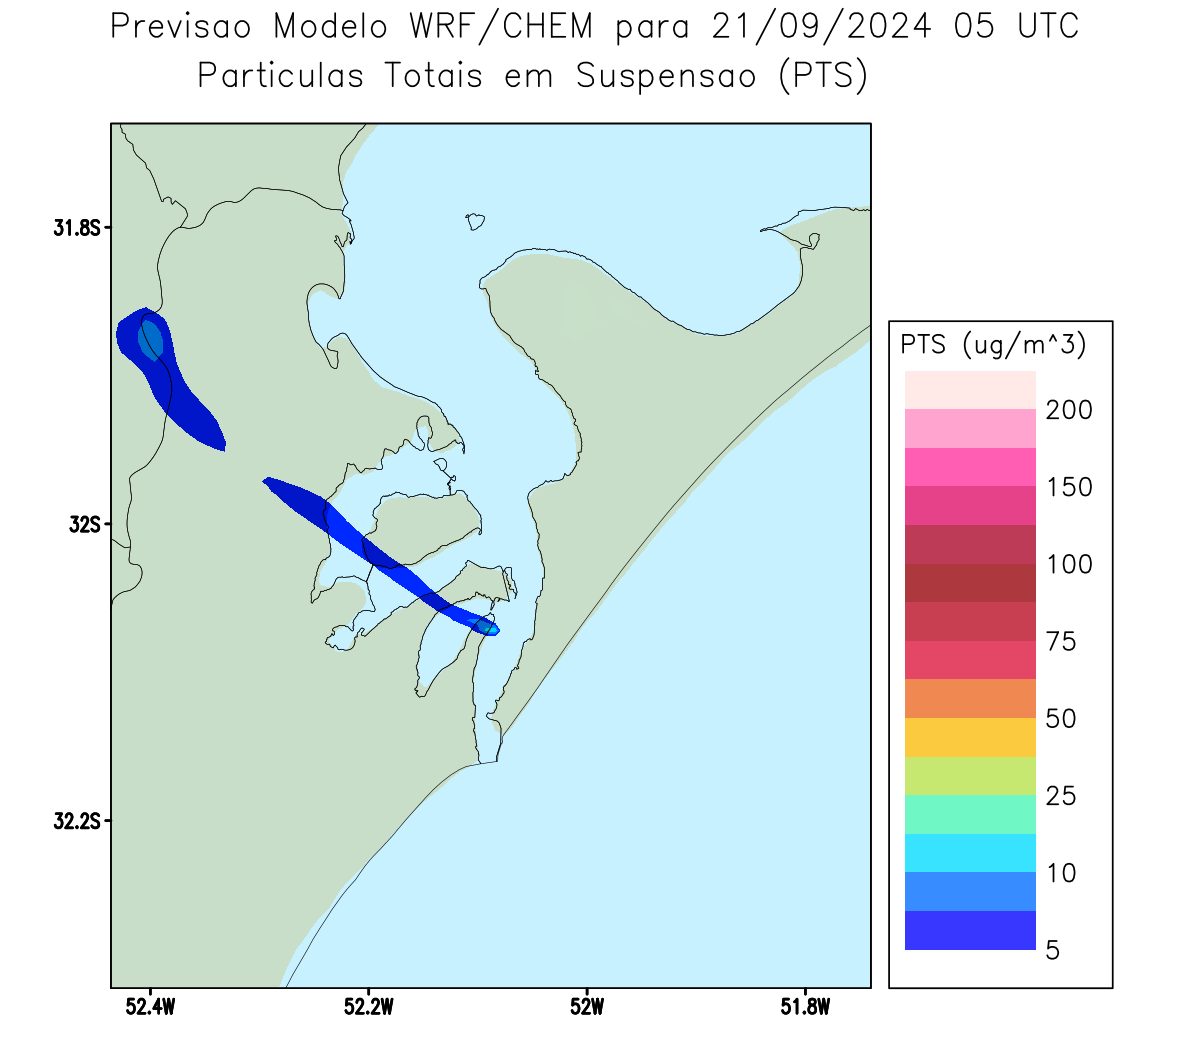 Previsao Modelo WRF/CHEM para 21/09/2024 05 UTC
Particulas Totais em Suspensao (PTS)
31.8S
32S
32.2S
52.4W
52.2W
52W
51.8W
PTS (ug/m^3)
200
150
100
75
50
25
10
5